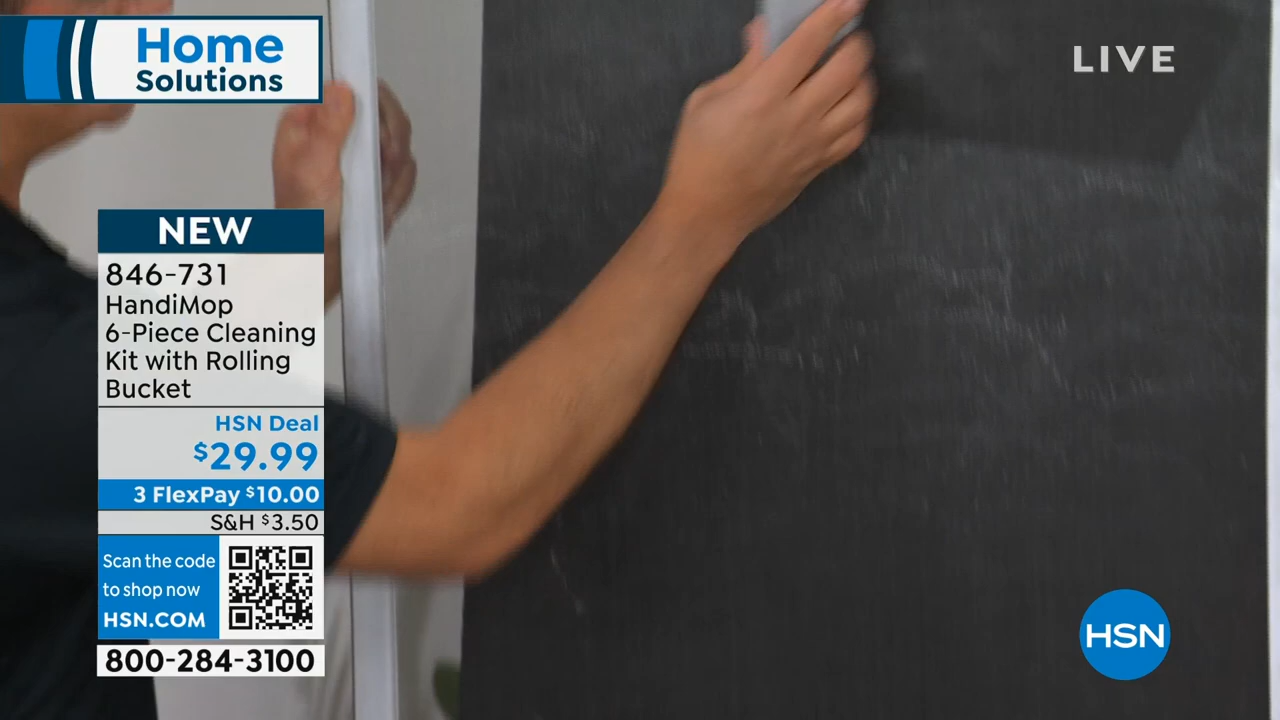 Home
Solutions
LIVE
NEW
846-731
HandiMop
6-Piece Cleaning
Kit with Rolling
Bucket
HSN Deal
$29.99
3 FlexPay $10.00
S&H $3.50
Scan the code
to shop now
HSN.COM
800-284-3100
HSN